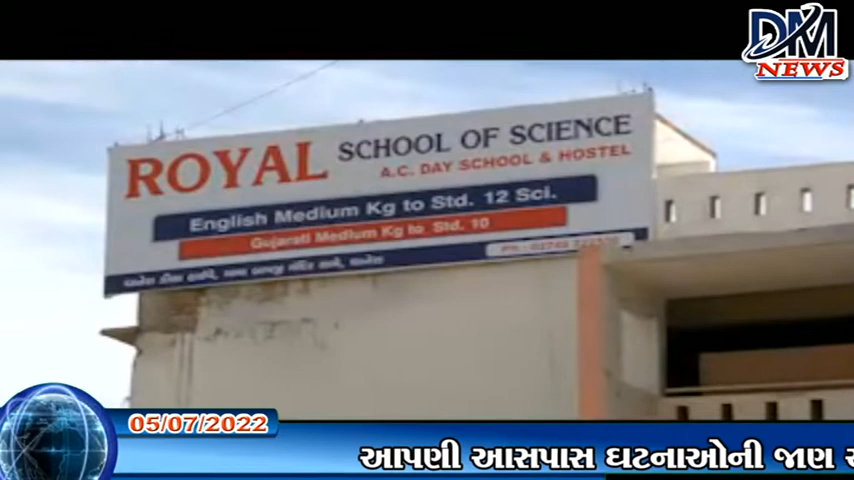 DM
NEWS
ROYAL SCHOOL OF SCIENCE
A.C. DAY SCHOOL & HOSTEL
English Medium Kg to Std. 12 Sci.
Gujarati Medium Kg to Std. 10
05/07/2022
આપણી આસપાસ ઘટનાઓની જાણ